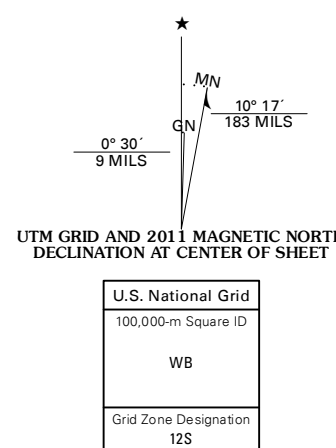 ★
MN
GN
10° 17´
183 MILS
0° 30´
9 MILS
UTM GRID AND 2011 MAGNETIC NORTH
DECLINATION AT CENTER OF SHEET
U.S. National Grid
100,000-m Square ID
WB
Grid Zone Designation
12S